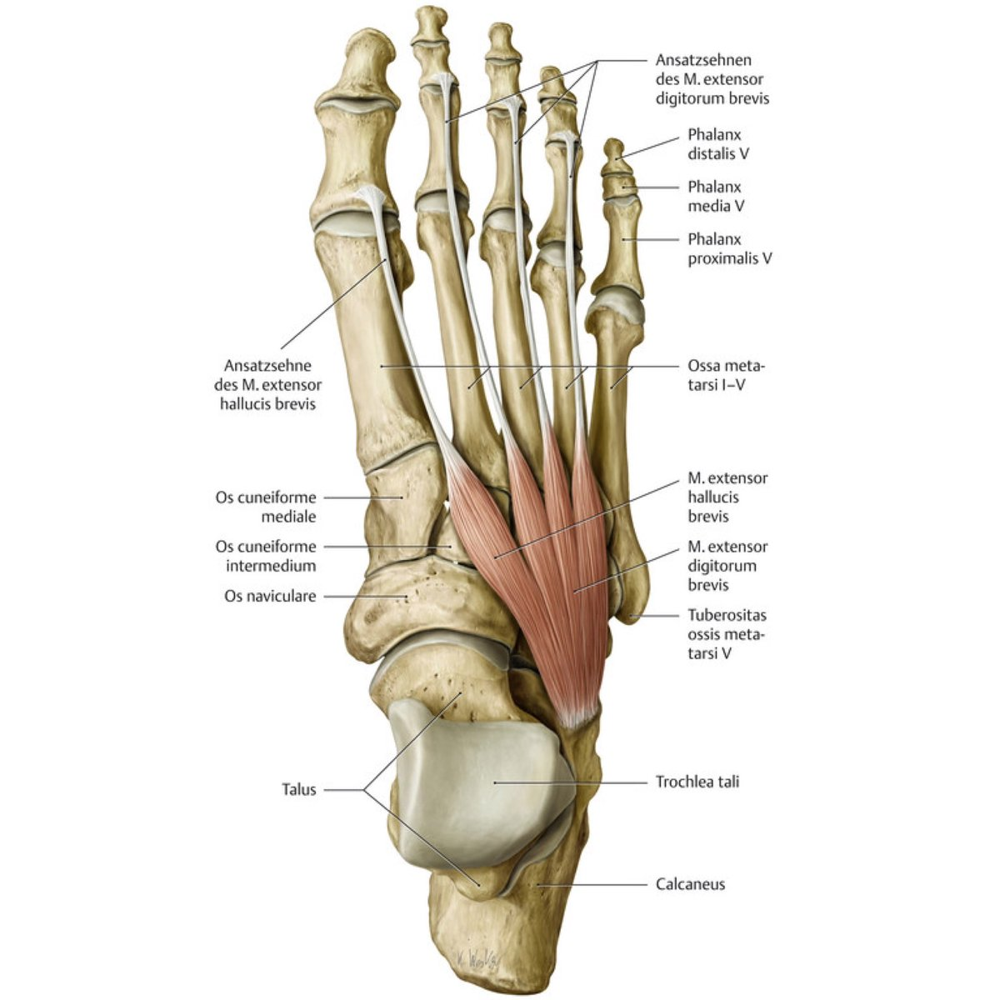 Ansatzsehnen
des M. extensor
digitorum brevis
Phalanx
distalis V
Phalanx
media V
Phalanx
proximalis V
Ansatzsehne
des M. extensor
hallucis brevis
Ossa meta-
tarsi I–V
M. extensor
hallucis
brevis
Os cuneiforme
mediale
Os cuneiforme
intermedium
M. extensor
digitorum
brevis
Os naviculare
Tuberositas
ossis meta-
tarsi V
Talus
Trochlea tali
Calcaneus